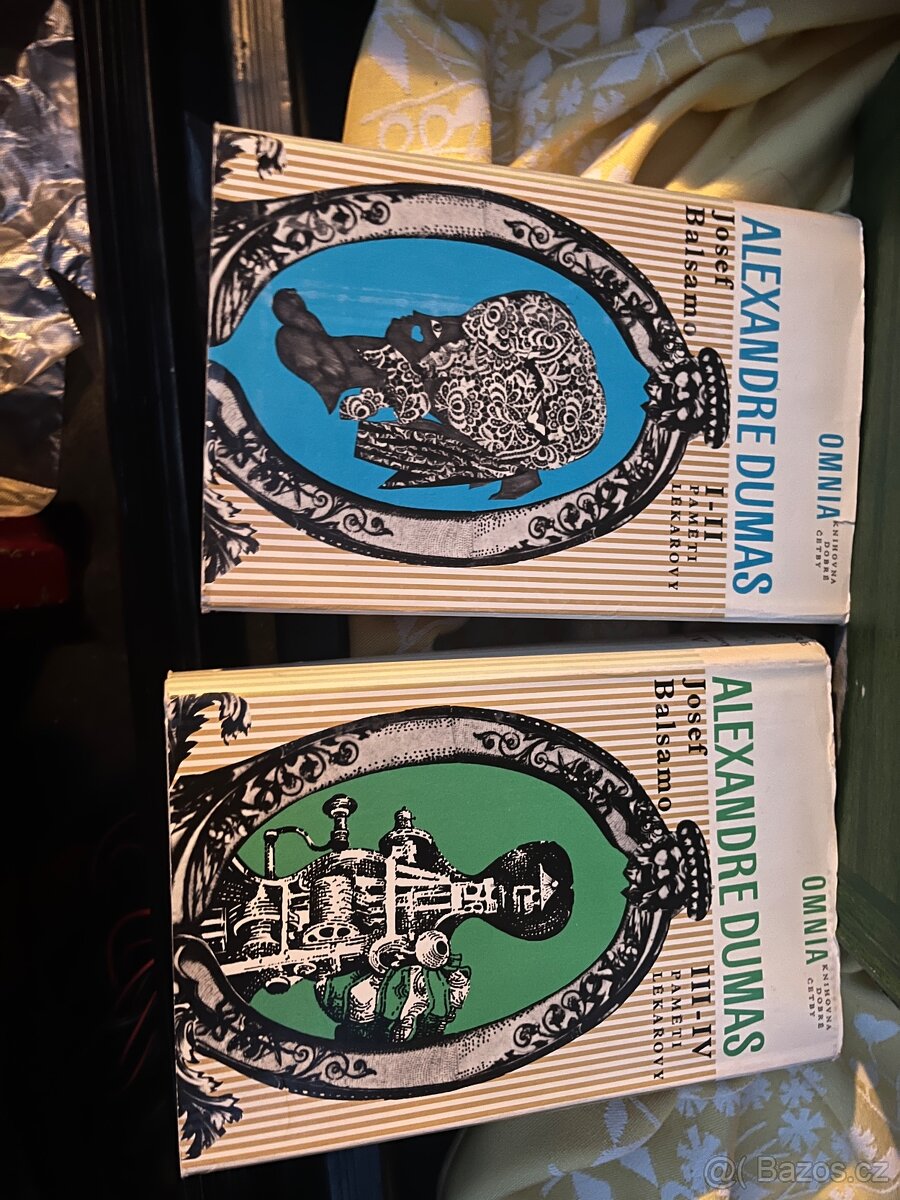 OMNIA
KNIHOVNA
DOBRÉ
ČETBY
ALEXANDRE DUMAS
Josef
Balsamo
I-II
PAMĚTI
LÉKAŘOVY
OMNIA
KNIHOVNA
DOBRÉ
ČETBY
ALEXANDRE DUMAS
Josef
Balsamo
III-IV
PAMĚTI
LÉKAŘOVY
@( Bazos.cz